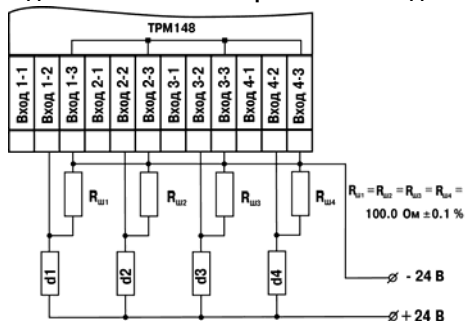 ТРМ148
Вход 1-1
Вход 1-2
Вход 1-3
Вход 2-1
Вход 2-2
Вход 2-3
Вход 3-1
Вход 3-2
Вход 3-3
Вход 4-1
Вход 4-2
Вход 4-3
Rш1
Rш2
Rш3
Rш4
Rш1 = Rш2 = Rш3 = Rш4 =
100.0 Ом ±0.1 %
d1
d2
d3
d4
- 24 В
+ 24 В